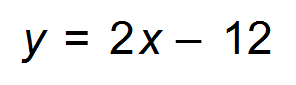 y = 2x – 12